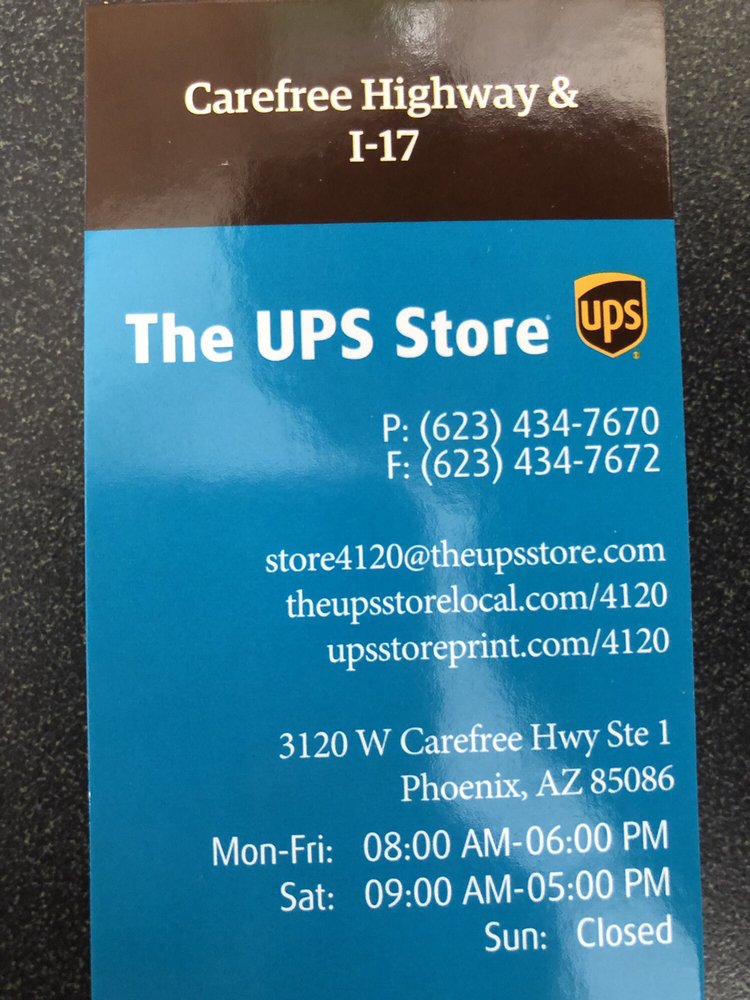 Carefree Highway &
I-17
The UPS Store
ups
P: (623) 434-7670
F: (623) 434-7672
store4120@theupsstore.com
theupsstorelocal.com/4120
upsstoreprint.com/4120
3120 W Carefree Hwy Ste 1
Phoenix, AZ 85086
Mon-Fri: 08:00 AM-06:00 PM
Sat: 09:00 AM-05:00 PM
Sun: Closed